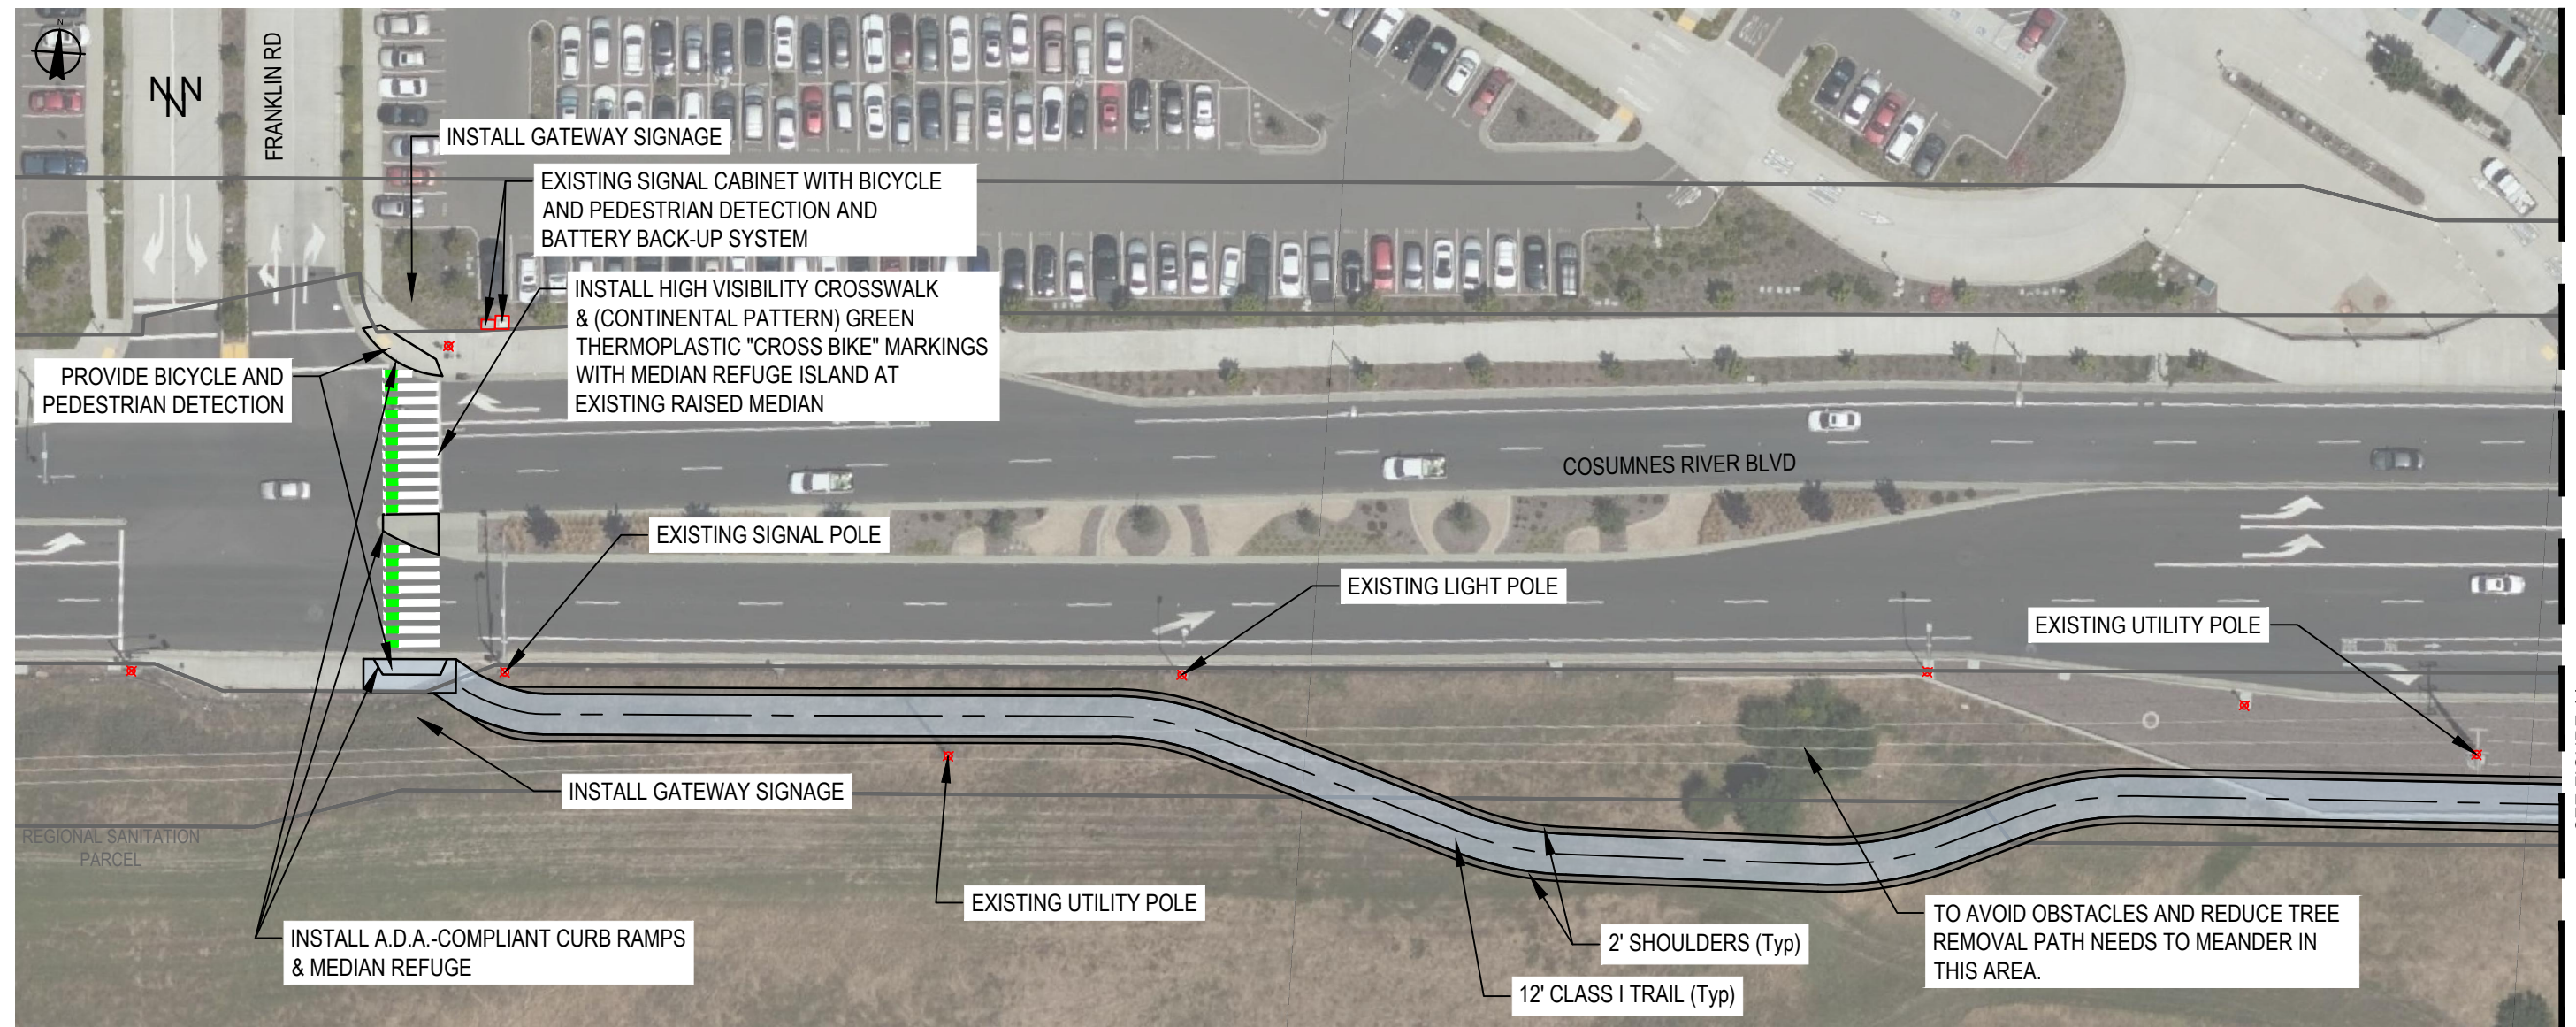 N
FRANKLIN RD
INSTALL GATEWAY SIGNAGE
EXISTING SIGNAL CABINET WITH BICYCLE
AND PEDESTRIAN DETECTION AND
BATTERY BACK-UP SYSTEM
INSTALL HIGH VISIBILITY CROSSWALK
& (CONTINENTAL PATTERN) GREEN
THERMOPLASTIC "CROSS BIKE" MARKINGS
WITH MEDIAN REFUGE ISLAND AT
EXISTING RAISED MEDIAN
PROVIDE BICYCLE AND
PEDESTRIAN DETECTION
COSUMNES RIVER BLVD
EXISTING SIGNAL POLE
EXISTING LIGHT POLE
EXISTING UTILITY POLE
INSTALL GATEWAY SIGNAGE
REGIONAL SANITATION
PARCEL
EXISTING UTILITY POLE
INSTALL A.D.A.-COMPLIANT CURB RAMPS
& MEDIAN REFUGE
2' SHOULDERS (Typ)
12' CLASS I TRAIL (Typ)
TO AVOID OBSTACLES AND REDUCE TREE
REMOVAL PATH NEEDS TO MEANDER IN
THIS AREA.